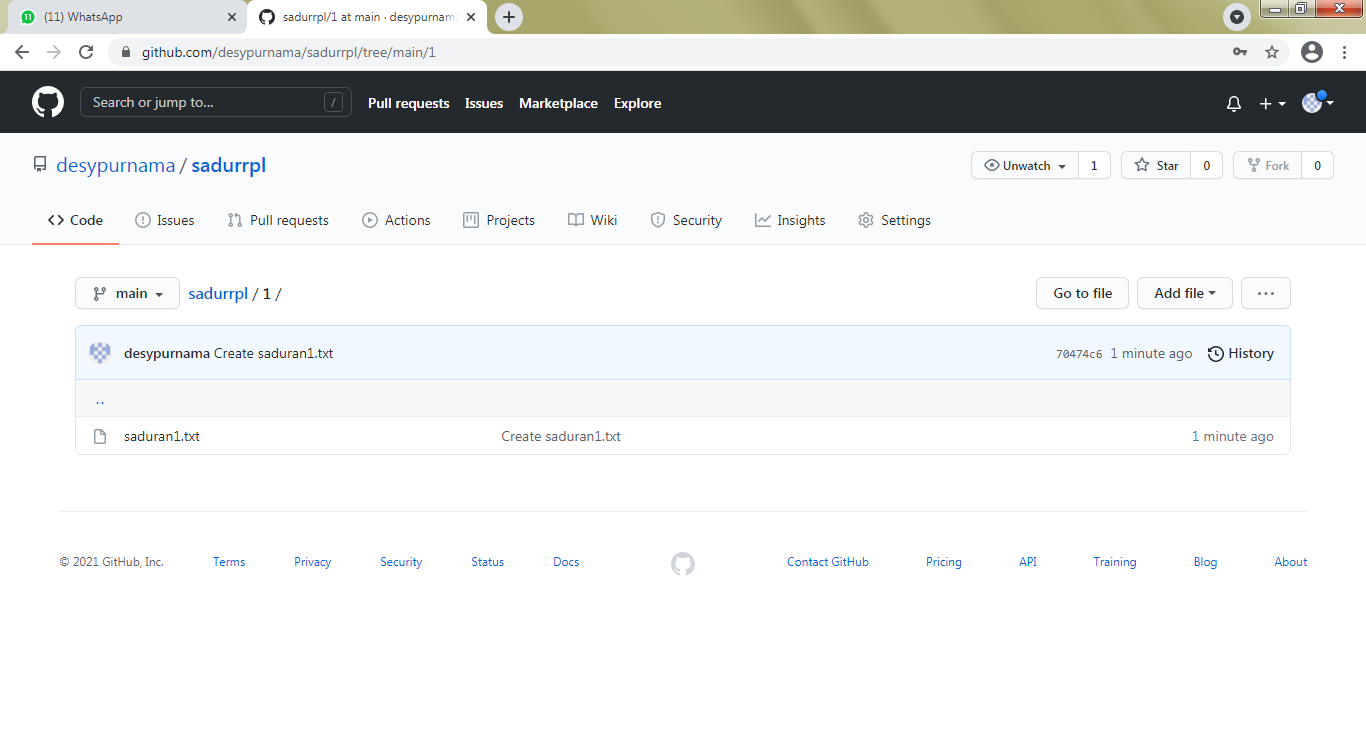 (11) WhatsApp
sadurrpl/1 at main · desypurnama
github.com/desypurnama/sadurrpl/tree/main/1
Search or jump to... / Pull requests Issues Marketplace Explore
desypurnama / sadurrpl
Unwatch 1 Star 0 Fork 0
Code Issues Pull requests Actions Projects Wiki Security Insights Settings
main sadurrpl / 1 / Go to file Add file ...
desypurnama Create saduran1.txt 70474c6 1 minute ago History
..
saduran1.txt Create saduran1.txt 1 minute ago
© 2021 GitHub, Inc. Terms Privacy Security Status Docs Contact GitHub Pricing API Training Blog About